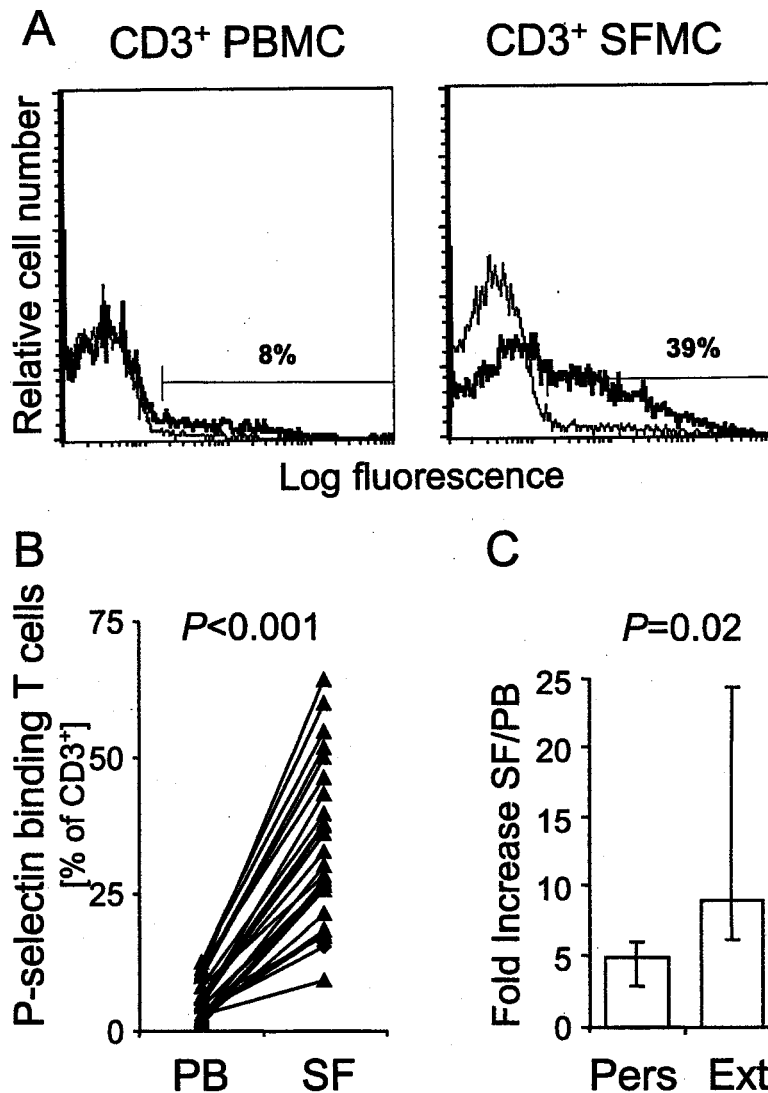 A
CD3⁺ PBMC
CD3⁺ SFMC
Relative cell number
8%
39%
Log fluorescence
B
P-selectin binding T cells
[% of CD3⁺]
P<0.001
75
50
25
0
PB
SF
C
P=0.02
Fold Increase SF/PB
25
20
15
10
5
0
Pers
Ext